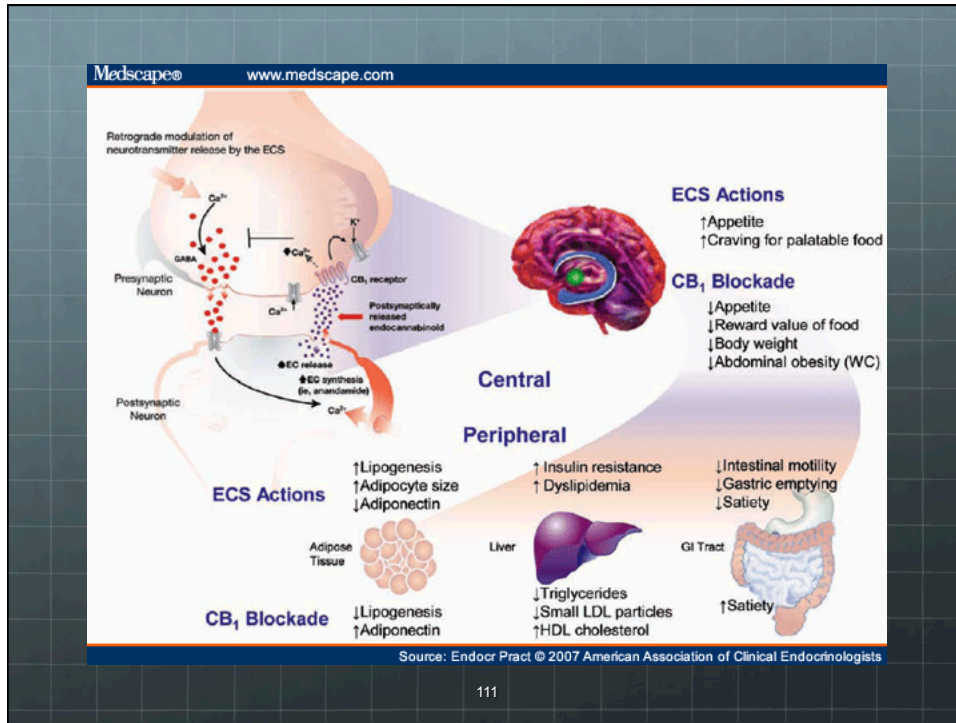 Medscape® www.medscape.com
Retrograde modulation of
neurotransmitter release by the ECS
Ca²⁺
GABA
Presynaptic
Neuron
K⁺
⬆Ca²⁺
CB₁ receptor
Ca²⁺
Postsynaptically
released
endocannabinoid
⬆EC release
⬆EC synthesis
(ie, anandamide)
Ca²⁺
Postsynaptic
Neuron
ECS Actions
↑Appetite
↑Craving for palatable food
CB₁ Blockade
↓Appetite
↓Reward value of food
↓Body weight
↓Abdominal obesity (WC)
Central
Peripheral
ECS Actions
↑Lipogenesis
↑Adipocyte size
↓Adiponectin
↑ Insulin resistance
↑ Dyslipidemia
↓Intestinal motility
↓Gastric emptying
↓Satiety
Adipose
Tissue
Liver
GI Tract
CB₁ Blockade
↓Lipogenesis
↑Adiponectin
↓Triglycerides
↓Small LDL particles
↑HDL cholesterol
↑Satiety
Source: Endocr Pract © 2007 American Association of Clinical Endocrinologists
111